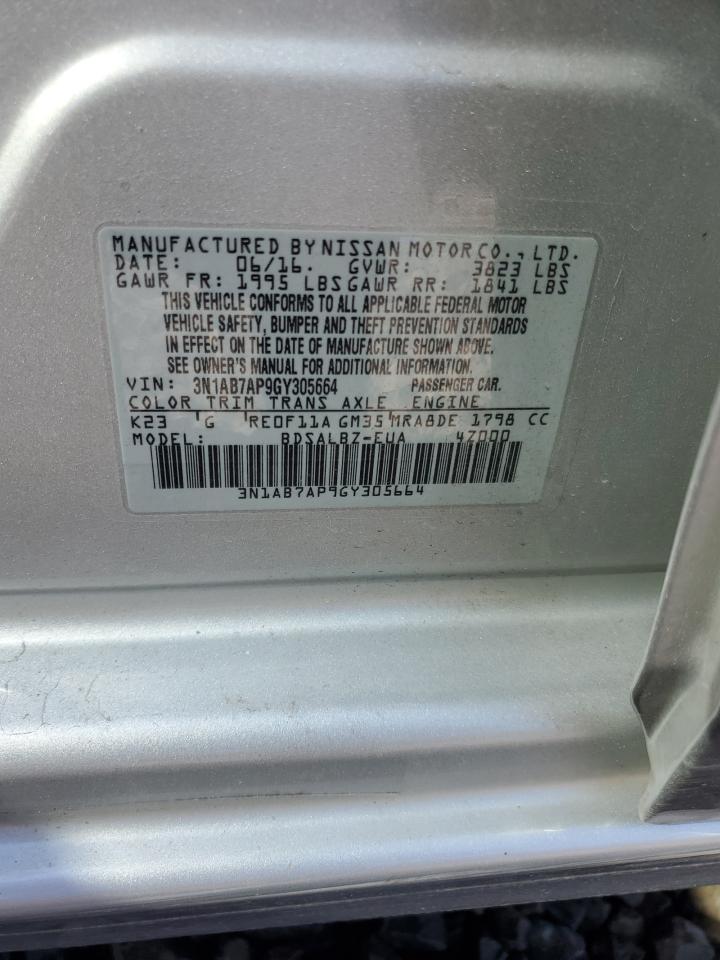 MANUFACTURED BY NISSAN MOTOR CO., LTD.
DATE: 06/16. GVWR: 3823 LBS
GAWR FR: 1995 LBS GAWR RR: 1841 LBS
THIS VEHICLE CONFORMS TO ALL APPLICABLE FEDERAL MOTOR
VEHICLE SAFETY, BUMPER AND THEFT PREVENTION STANDARDS
IN EFFECT ON THE DATE OF MANUFACTURE SHOWN ABOVE.
SEE OWNER'S MANUAL FOR ADDITIONAL INFORMATION.
VIN: 3N1AB7AP9GY305664 PASSENGER CAR.
COLOR TRIM TRANS AXLE ENGINE
K23 G RE0F11A GM35 MRA8DE 1798 CC
MODEL: BDSALBZ-EUA 4Z000
3N1AB7AP9GY305664